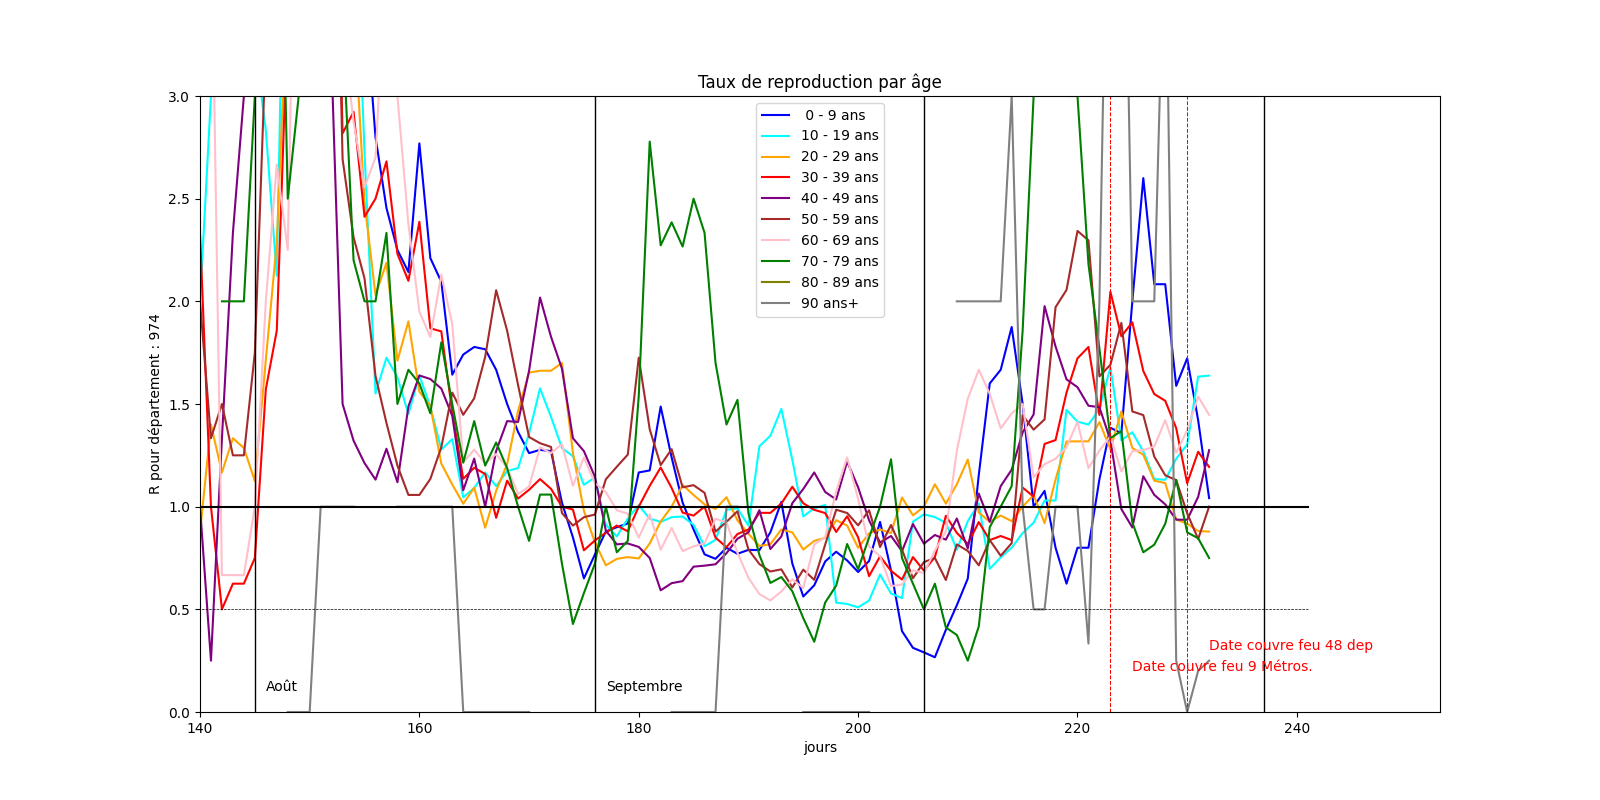 Taux de reproduction par âge
R pour département : 974
3.0
2.5
2.0
1.5
1.0
0.5
0.0
0 - 9 ans
10 - 19 ans
20 - 29 ans
30 - 39 ans
40 - 49 ans
50 - 59 ans
60 - 69 ans
70 - 79 ans
80 - 89 ans
90 ans+
Date couvre feu 48 dep
Date couvre feu 9 Métros.
Août
Septembre
140
160
180
200
220
240
jours